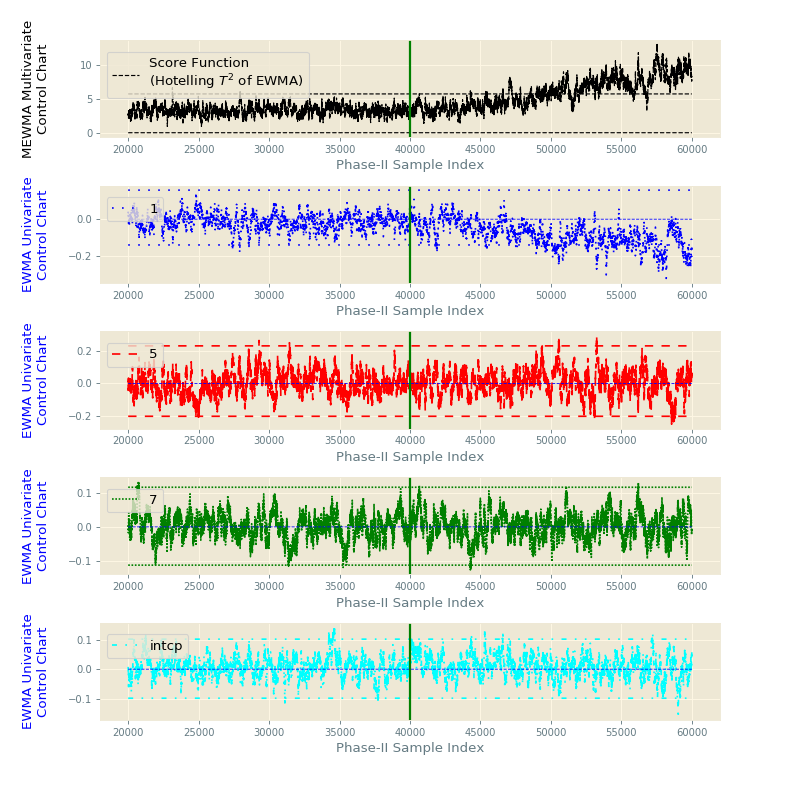 MEWMA Multivariate
Control Chart
Score Function
(Hotelling T² of EWMA)
10
5
0
20000 25000 30000 35000 40000 45000 50000 55000 60000
Phase-II Sample Index
EWMA Univariate
Control Chart
1
0.0
−0.2
20000 25000 30000 35000 40000 45000 50000 55000 60000
Phase-II Sample Index
EWMA Univariate
Control Chart
5
0.2
0.0
−0.2
20000 25000 30000 35000 40000 45000 50000 55000 60000
Phase-II Sample Index
EWMA Univariate
Control Chart
7
0.1
0.0
−0.1
20000 25000 30000 35000 40000 45000 50000 55000 60000
Phase-II Sample Index
EWMA Univariate
Control Chart
intcp
0.1
0.0
−0.1
20000 25000 30000 35000 40000 45000 50000 55000 60000
Phase-II Sample Index